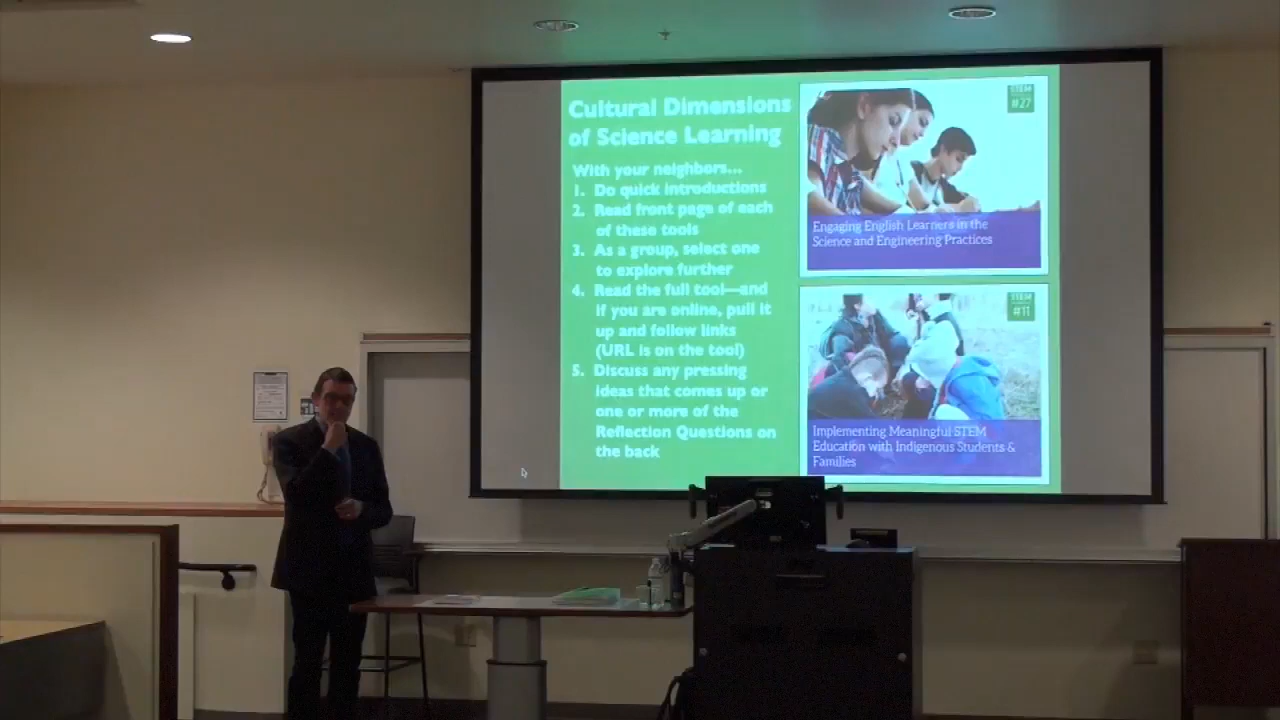 Cultural Dimensions
of Science Learning
With your neighbors...
1. Do quick introductions
2. Read front page of each
of these tools
3. As a group, select one
to explore further
4. Read the full tool—and
if you are online, pull it
up and follow links
(URL is on the tool)
5. Discuss any pressing
ideas that comes up or
one or more of the
Reflection Questions on
the back
STEM
#27
Engaging English Learners in the
Science and Engineering Practices
STEM
#11
Implementing Meaningful STEM
Education with Indigenous Students &
Families